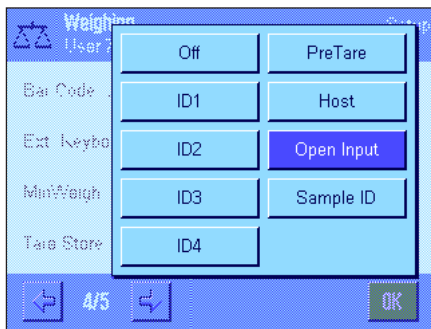 Weighing
User
Setup
Off
PreTare
Bar Code
ID1
Host
Ext. Keybo
ID2
Open Input
MinWeigh
ID3
Sample ID
Tare Store
ID4
4/5
OK